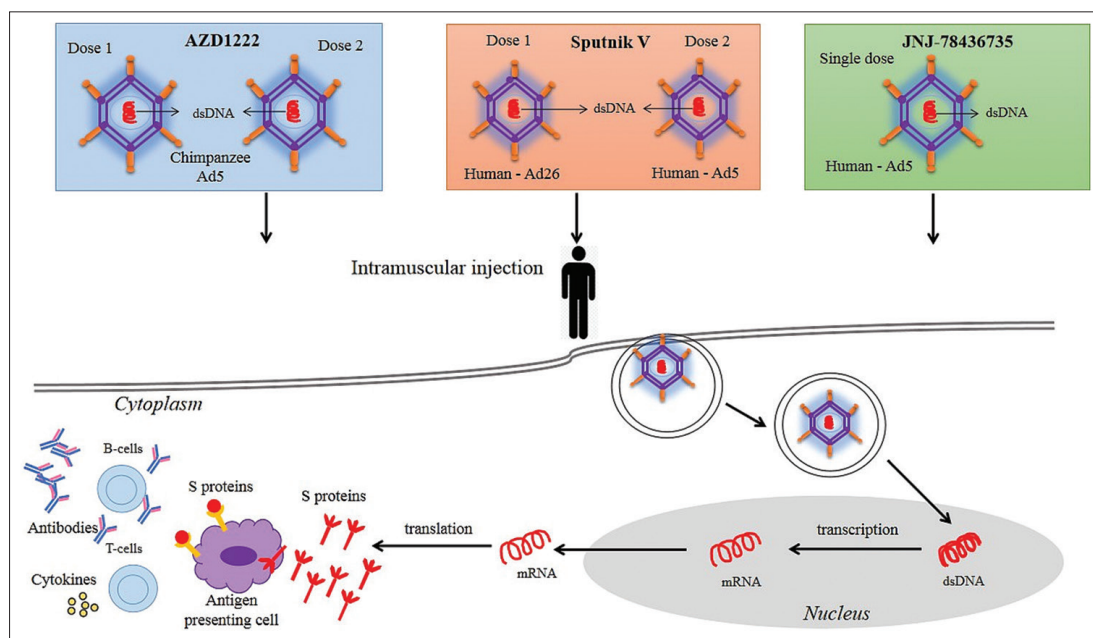 AZD1222
Dose 1
Dose 2
dsDNA
Chimpanzee
Ad5
Sputnik V
Dose 1
Dose 2
dsDNA
Human - Ad26
Human - Ad5
JNJ-78436735
Single dose
dsDNA
Human - Ad5
Intramuscular injection
Cytoplasm
B-cells
Antibodies
T-cells
Cytokines
S proteins
Antigen
presenting cell
S proteins
translation
mRNA
mRNA
transcription
dsDNA
Nucleus